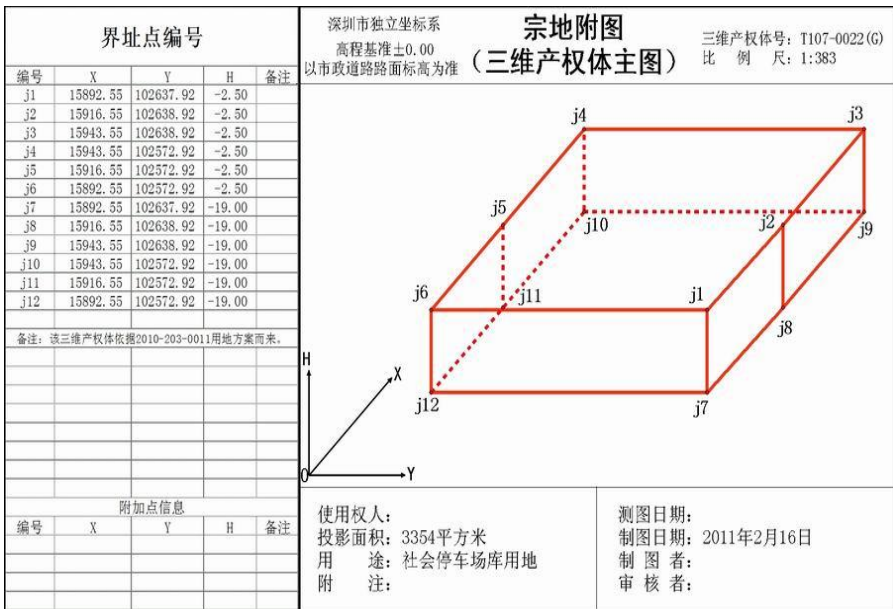 界址点编号
编号 X Y H 备注
j1 15892.55 102637.92 -2.50
j2 15916.55 102638.92 -2.50
j3 15943.55 102638.92 -2.50
j4 15943.55 102572.92 -2.50
j5 15916.55 102572.92 -2.50
j6 15892.55 102572.92 -2.50
j7 15892.55 102637.92 -19.00
j8 15916.55 102638.92 -19.00
j9 15943.55 102638.92 -19.00
j10 15943.55 102572.92 -19.00
j11 15916.55 102572.92 -19.00
j12 15892.55 102572.92 -19.00
备注: 该三维产权体依据2010-203-0011用地方案而来。
附加点信息
编号 X Y H 备注
深圳市独立坐标系
高程基准±0.00
以市政道路路面标高为准
宗地附图
(三维产权体主图)
三维产权体号: T107-0022(G)
比 例 尺: 1:383
j4
j3
j5
j10
j2
j9
j6
j11
j1
j8
j12
j7
H
X
O
Y
使用权人:
投影面积: 3354平方米
用 途: 社会停车场库用地
附 注:
测图日期:
制图日期: 2011年2月16日
制 图 者:
审 核 者: